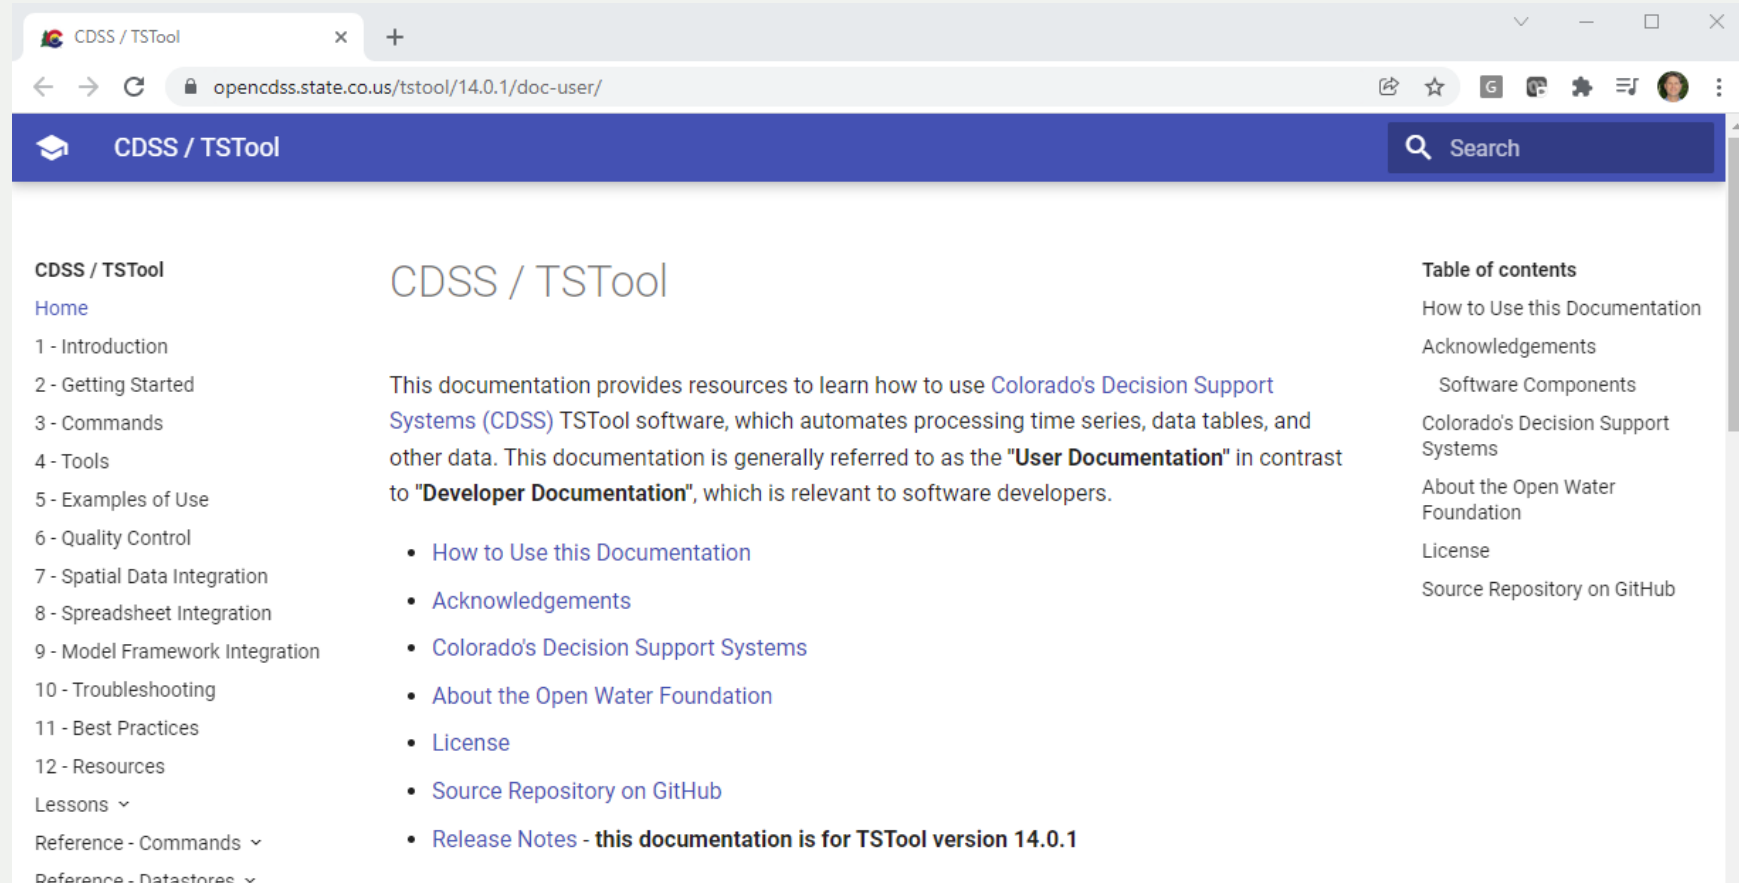 CDSS / TSTool
opencdss.state.co.us/tstool/14.0.1/doc-user/
G
CDSS / TSTool
Search
CDSS / TSTool
Home
1 - Introduction
2 - Getting Started
3 - Commands
4 - Tools
5 - Examples of Use
6 - Quality Control
7 - Spatial Data Integration
8 - Spreadsheet Integration
9 - Model Framework Integration
10 - Troubleshooting
11 - Best Practices
12 - Resources
Lessons
Reference - Commands
Reference - Datastores
CDSS / TSTool
This documentation provides resources to learn how to use Colorado's Decision Support
Systems (CDSS) TSTool software, which automates processing time series, data tables, and
other data. This documentation is generally referred to as the "User Documentation" in contrast
to "Developer Documentation", which is relevant to software developers.
• How to Use this Documentation
• Acknowledgements
• Colorado's Decision Support Systems
• About the Open Water Foundation
• License
• Source Repository on GitHub
• Release Notes - this documentation is for TSTool version 14.0.1
Table of contents
How to Use this Documentation
Acknowledgements
Software Components
Colorado's Decision Support
Systems
About the Open Water
Foundation
License
Source Repository on GitHub